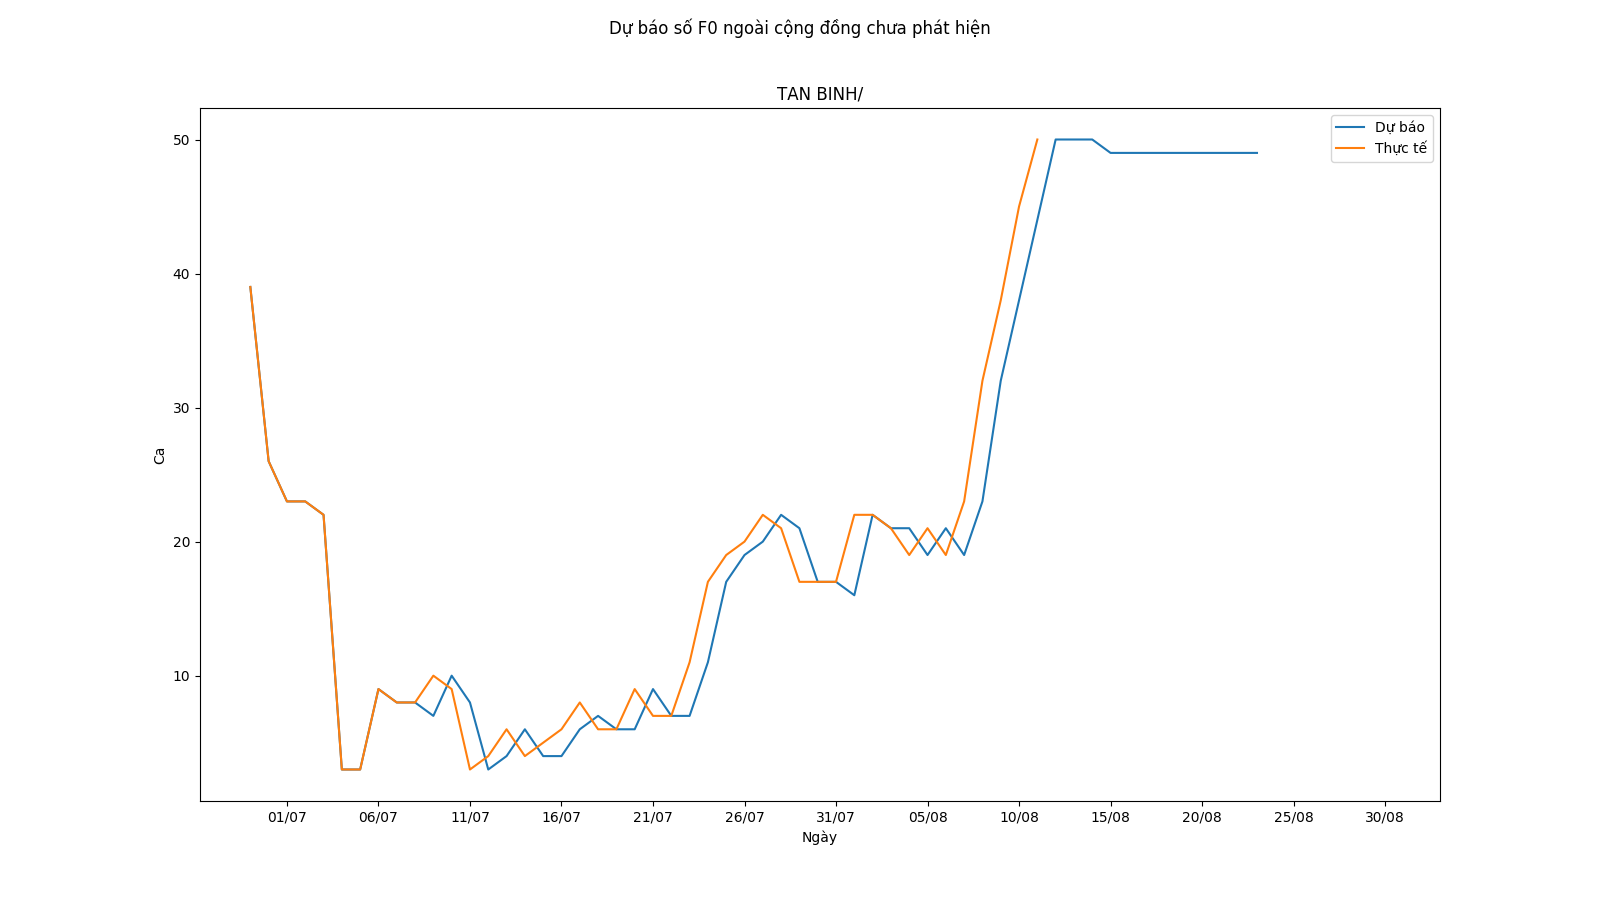 Dự báo số F0 ngoài cộng đồng chưa phát hiện
TAN BINH/
Dự báo
Thực tế
50
40
30
20
10
Ca
01/07 06/07 11/07 16/07 21/07 26/07 31/07 05/08 10/08 15/08 20/08 25/08 30/08
Ngày